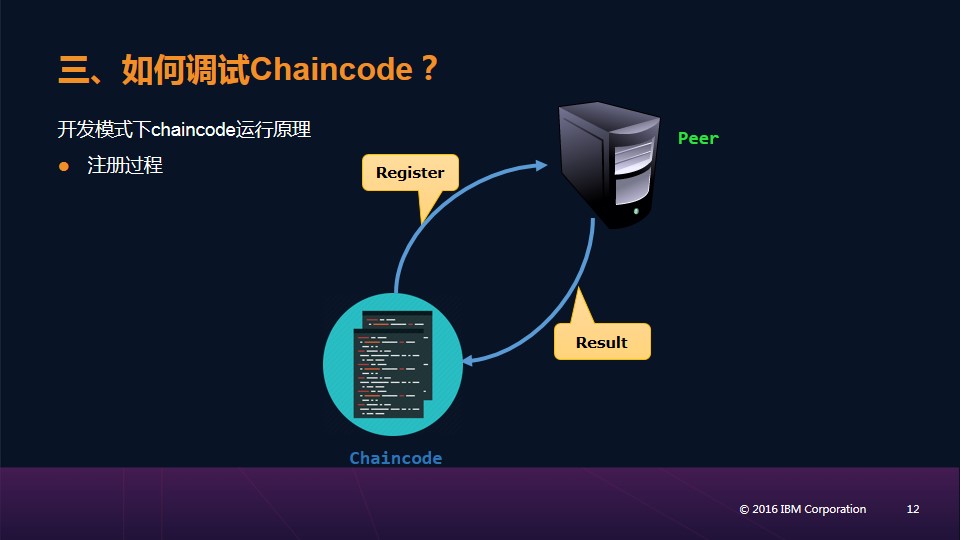 三、如何调试Chaincode？
开发模式下chaincode运行原理
● 注册过程
Register
Peer
Result
Chaincode
© 2016 IBM Corporation
12